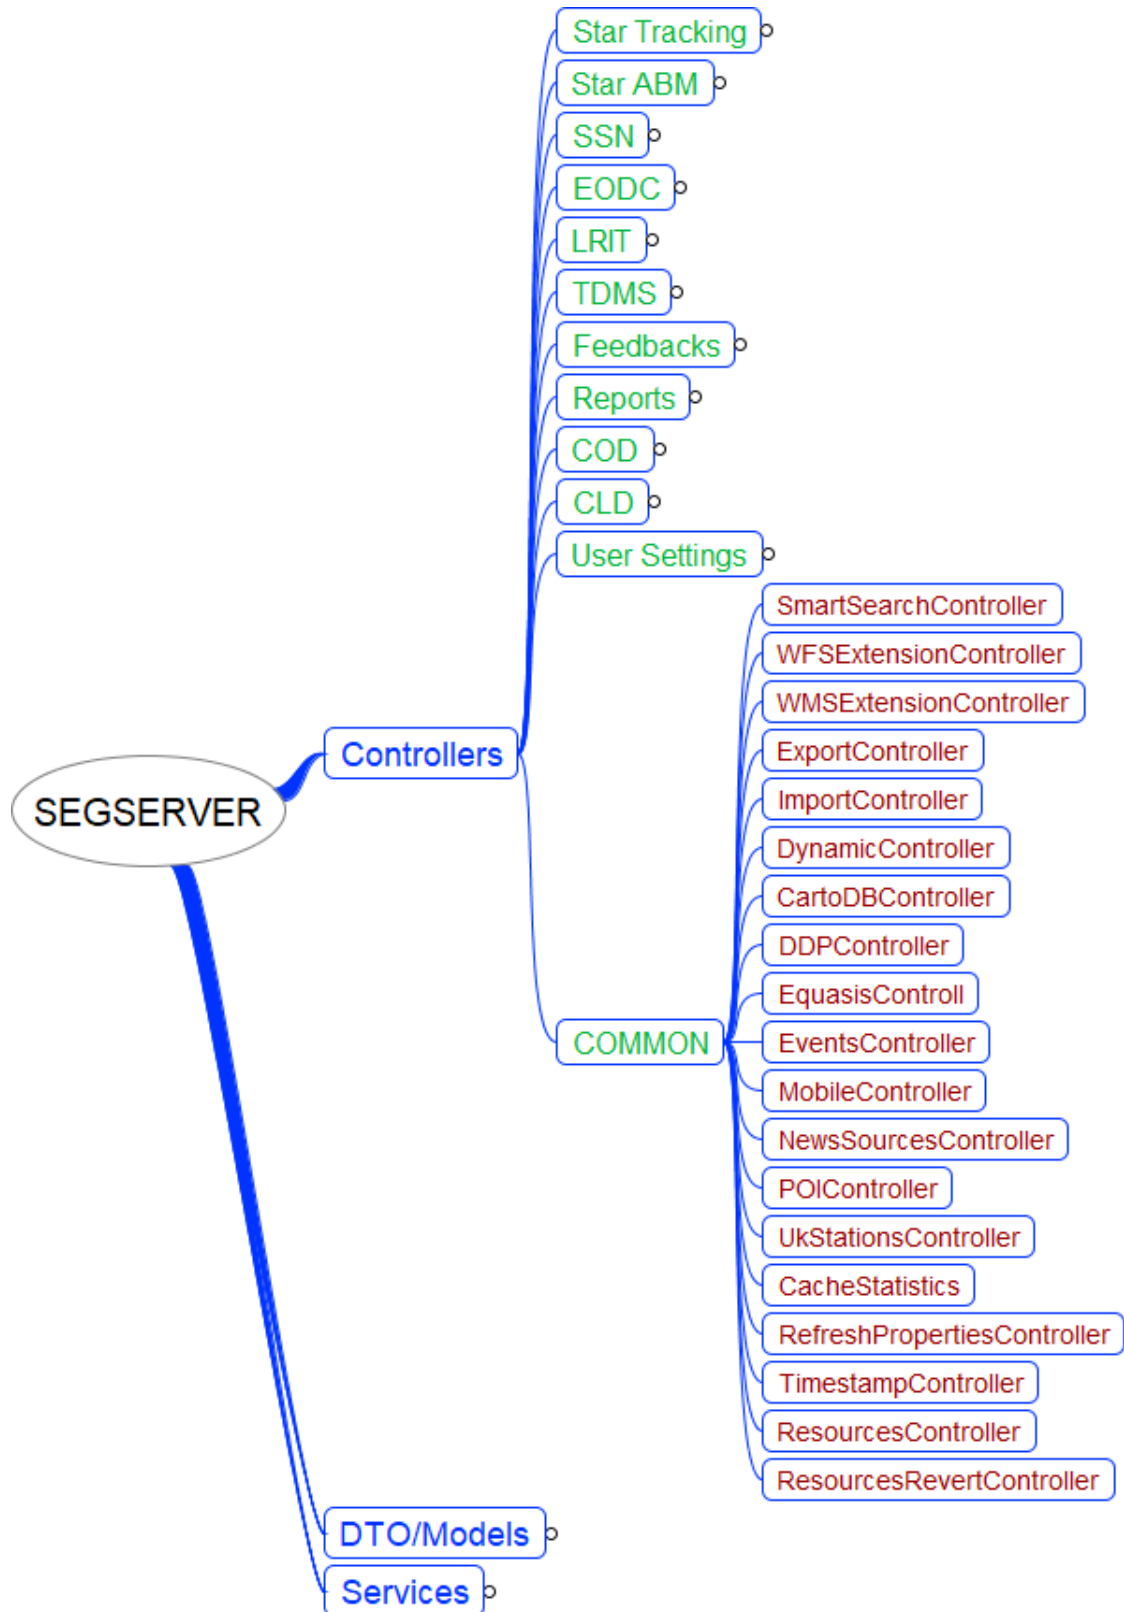 Star Tracking
Star ABM
SSN
EODC
LRIT
TDMS
Feedbacks
Reports
COD
CLD
User Settings
SmartSearchController
WFSExtensionController
WMSExtensionController
Controllers
ExportController
SEGSERVER
ImportController
DynamicController
CartoDBController
DDPController
EquasisControll
COMMON
EventsController
MobileController
NewsSourcesController
POIController
UkStationsController
CacheStatistics
RefreshPropertiesController
TimestampController
ResourcesController
ResourcesRevertController
DTO/Models
Services